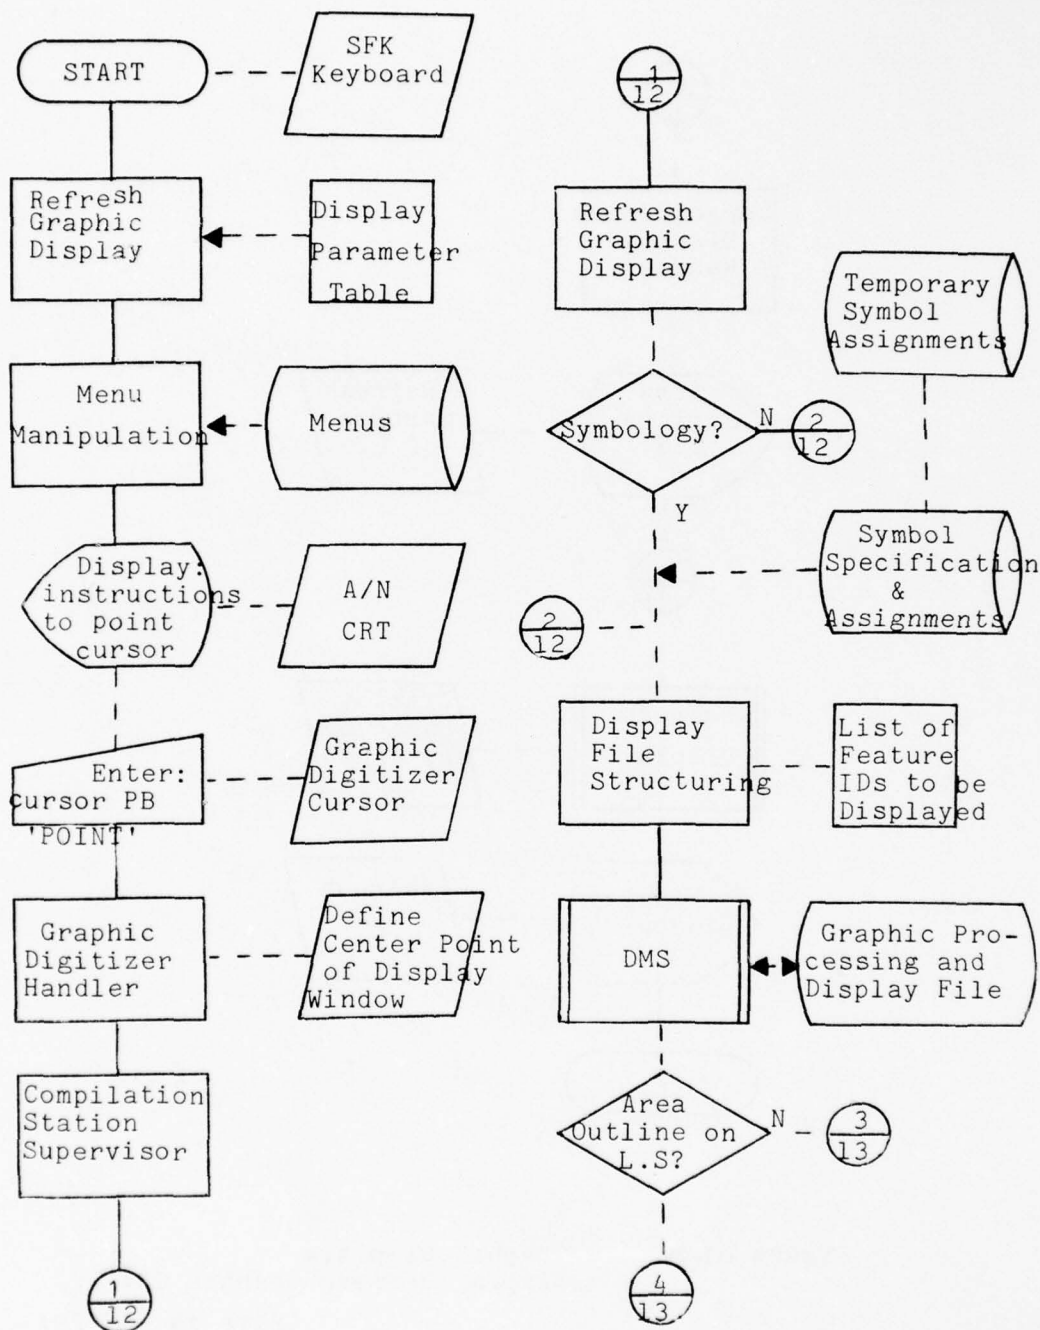 START
SFK
Keyboard
Refresh
Graphic
Display
Display
Parameter
Table
Menu
Manipulation
Menus
Display:
instructions
to point
cursor
A/N
CRT
Enter:
cursor PB
'POINT'
Graphic
Digitizer
Cursor
Graphic
Digitizer
Handler
Define
Center Point
of Display
Window
Compilation
Station
Supervisor
1
12
1
12
Refresh
Graphic
Display
Temporary
Symbol
Assignments
Symbology?
N
2
12
Y
Symbol
Specification
&
Assignments
2
12
Display
File
Structuring
List of
Feature
IDs to be
Displayed
DMS
Graphic Pro-
cessing and
Display File
Area
Outline on
L.S?
N
3
13
4
13